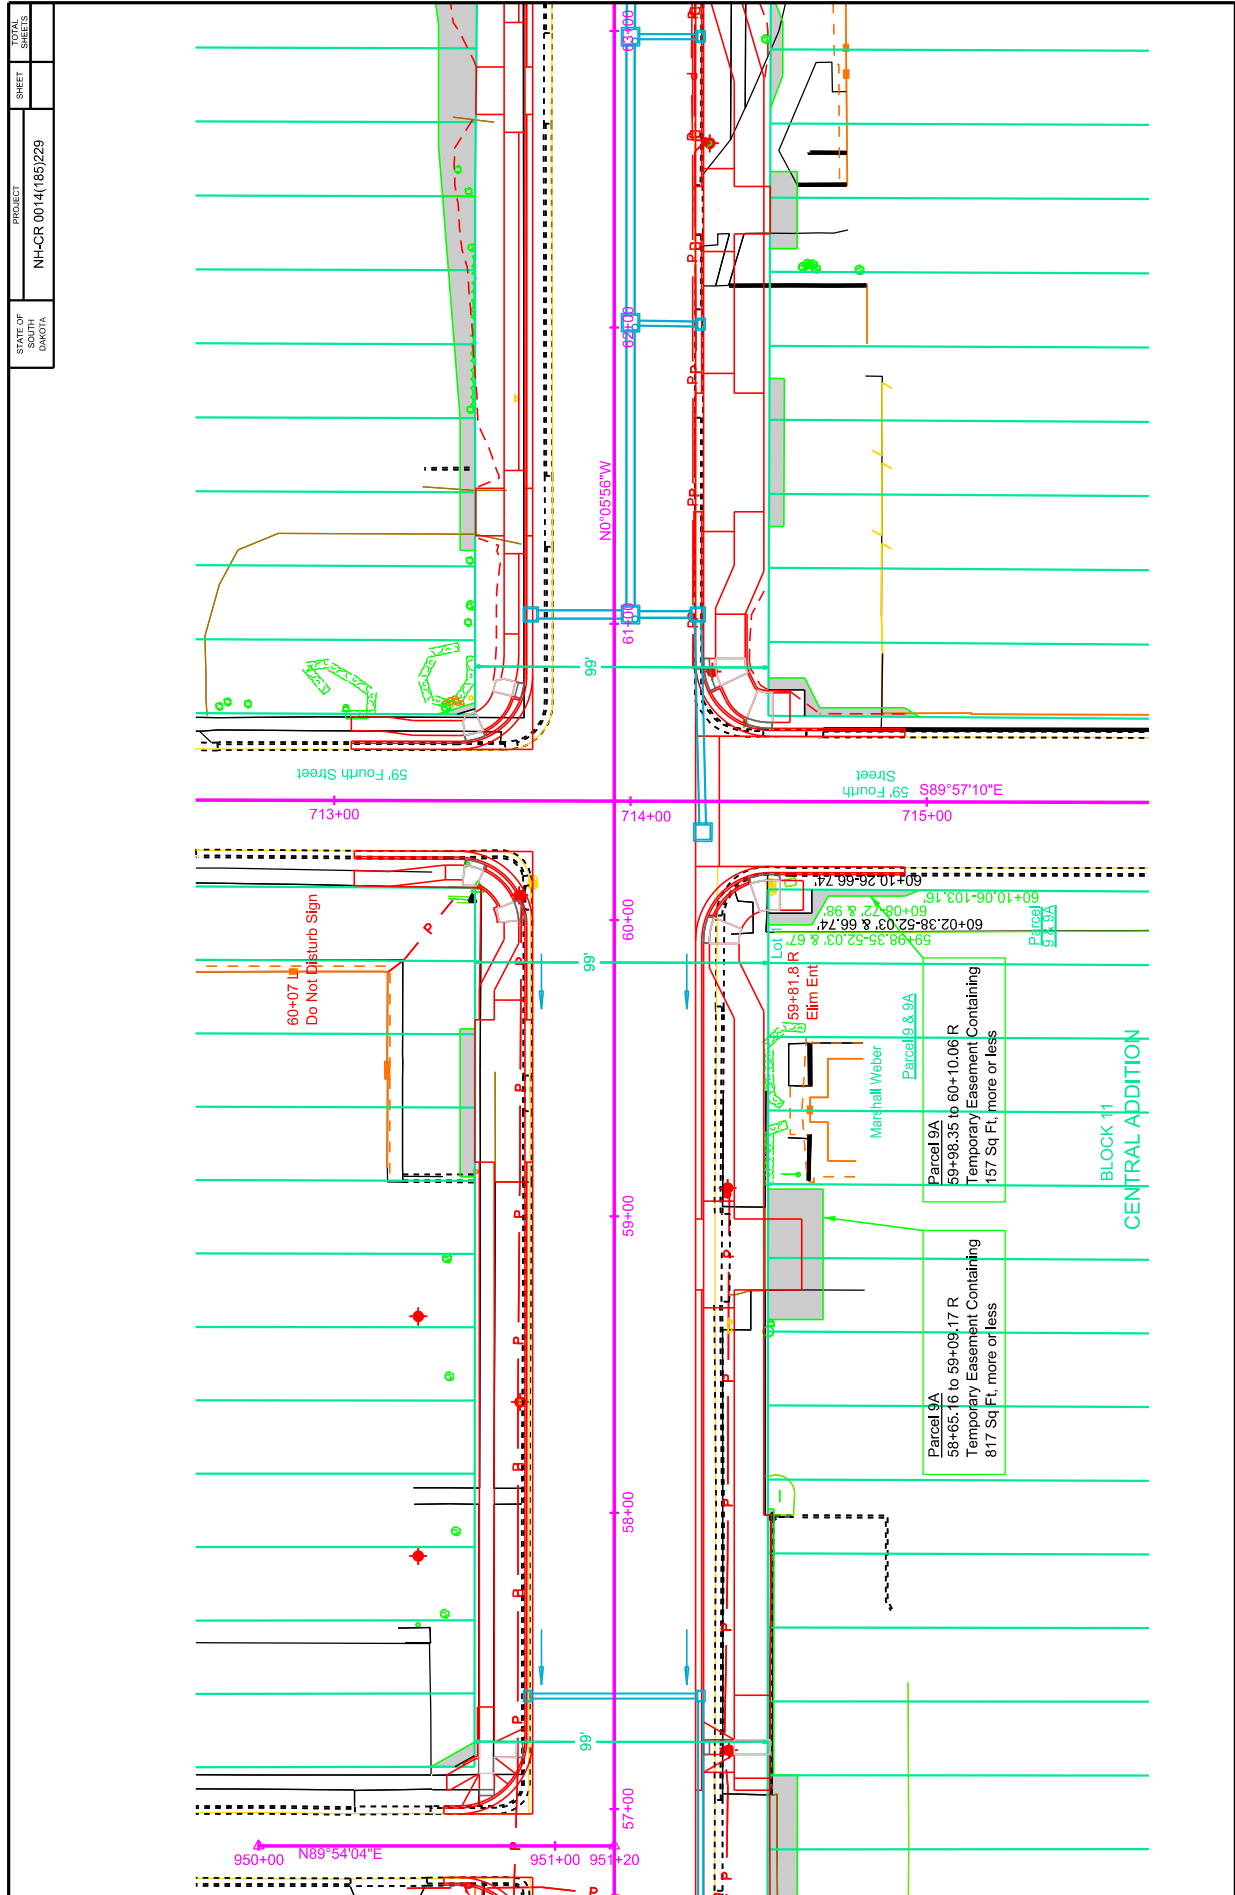 STATE OF
SOUTH
DAKOTA
PROJECT
NH-CR 0014(185)229
SHEET
TOTAL
SHEETS
63+00
62+00
N0°05'56"W
61+00
99'
59' Fourth Street
59' Fourth
Street
S89°57'10"E
713+00
714+00
715+00
60+10.26-66.74'
60+10.06-103.16'
60+08-72' & 98'
60+02.38-52.03' & 66.74'
59+98.35-52.03' & 67'
Parcel
9 & 9A
Lot 1
60+00
99'
60+07 L
Do Not Disturb Sign
59+81.8 R
Elim Ent
Marshall Weber
Parcel 9 & 9A
Parcel 9A
59+98.35 to 60+10.06 R
Temporary Easement Containing
157 Sq Ft, more or less
BLOCK 11
CENTRAL ADDITION
59+00
Parcel 9A
58+65.16 to 59+09.17 R
Temporary Easement Containing
817 Sq Ft, more or less
58+00
99'
57+00
950+00
N89°54'04"E
951+00
951+20
P
P
P
P
P
P
P
P
P
P
P
P
P
P